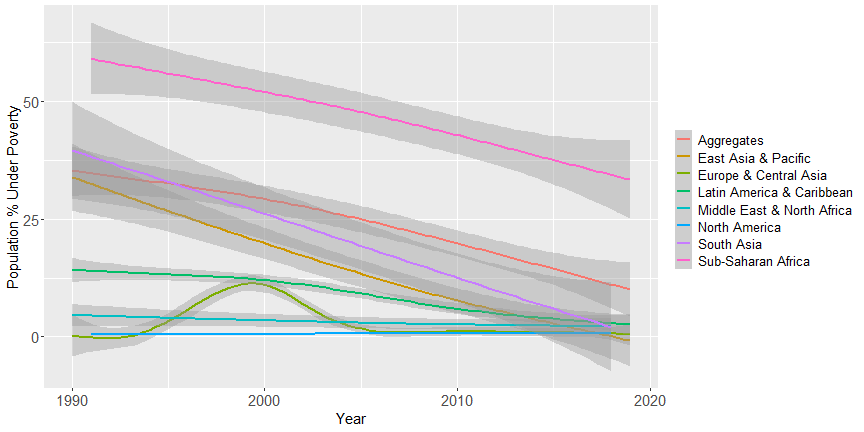 Population % Under Poverty
50
25
0
1990
2000
2010
2020
Year
Aggregates
East Asia & Pacific
Europe & Central Asia
Latin America & Caribbean
Middle East & North Africa
North America
South Asia
Sub-Saharan Africa